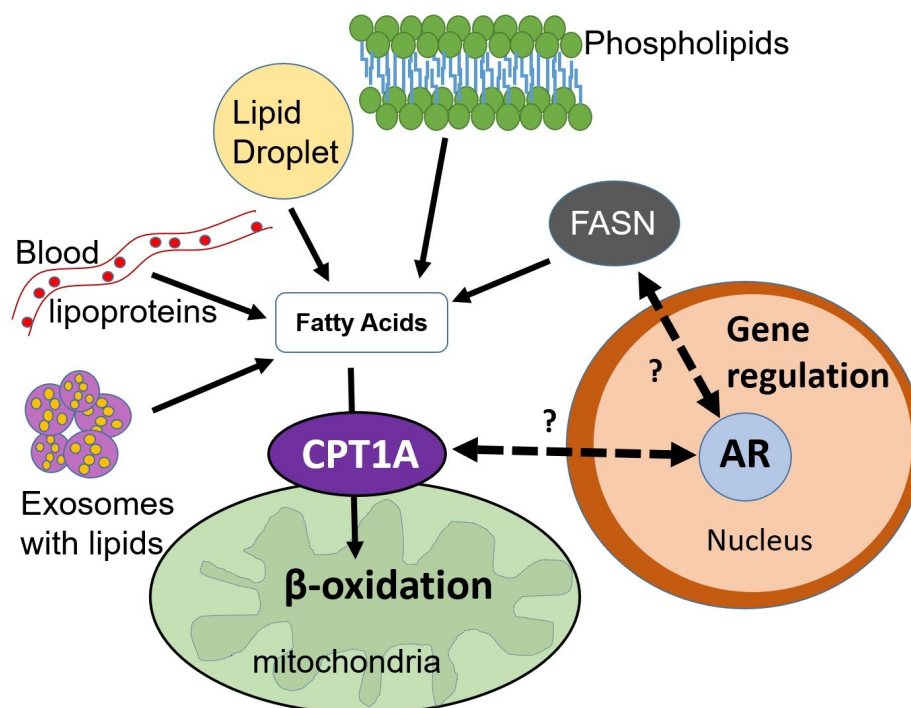 Phospholipids
Lipid
Droplet
FASN
Blood
lipoproteins
Fatty Acids
Gene
regulation
?
?
CPT1A
AR
Exosomes
with lipids
Nucleus
β-oxidation
mitochondria